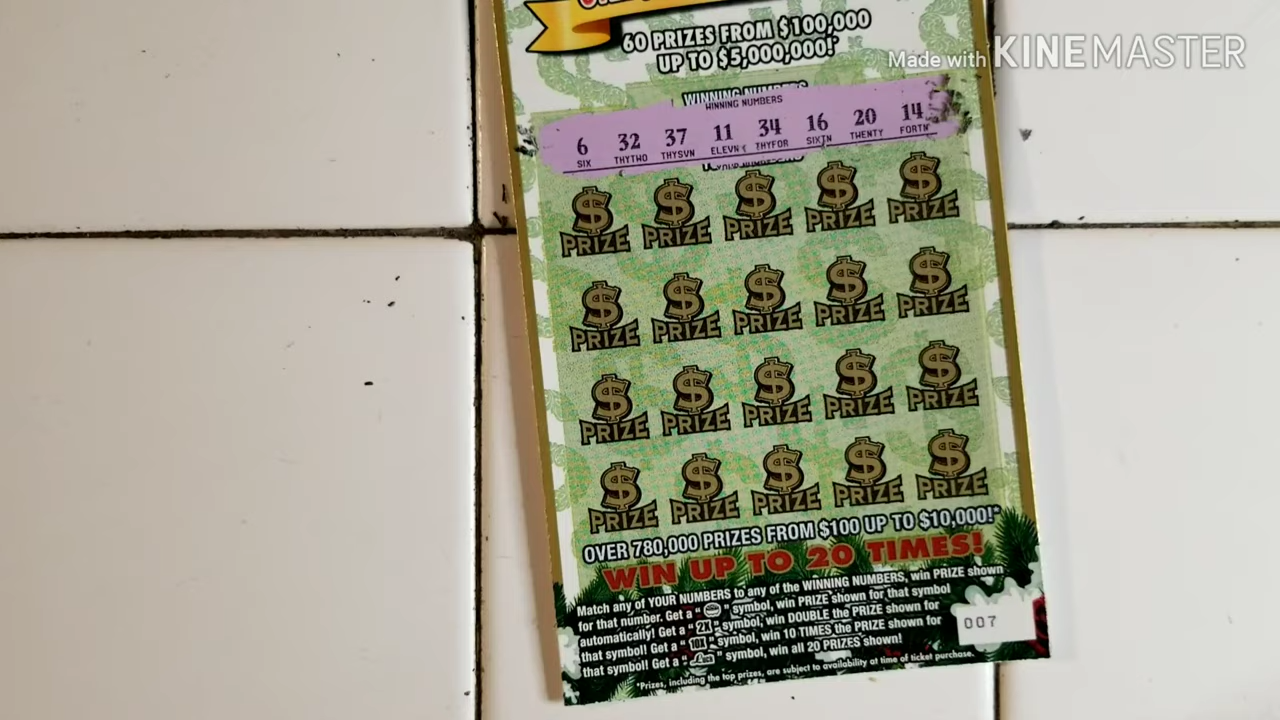 60 PRIZES FROM $100,000
UP TO $5,000,000!*
Made with KINEMASTER
WINNING NUMBERS
WINNING NUMBERS
6 32 37 11 34 16 20 14
SIX THYTWO THYSVN ELEVN THYFOR SIXTN TWENTY FORTN
$ $ $ $ $
PRIZE PRIZE PRIZE PRIZE PRIZE
$ $ $ $ $
PRIZE PRIZE PRIZE PRIZE PRIZE
$ $ $ $ $
PRIZE PRIZE PRIZE PRIZE PRIZE
$ $ $ $ $
PRIZE PRIZE PRIZE PRIZE PRIZE
OVER 780,000 PRIZES FROM $100 UP TO $10,000!*
WIN UP TO 20 TIMES!
Match any of YOUR NUMBERS to any of the WINNING NUMBERS, win PRIZE shown
for that number. Get a " " symbol, win PRIZE shown for that symbol
automatically! Get a "2X" symbol, win DOUBLE the PRIZE shown for
that symbol! Get a "10X" symbol, win 10 TIMES the PRIZE shown for
that symbol! Get a " " symbol, win all 20 PRIZES shown!
007
*Prizes, including the top prizes, are subject to availability at time of ticket purchase.